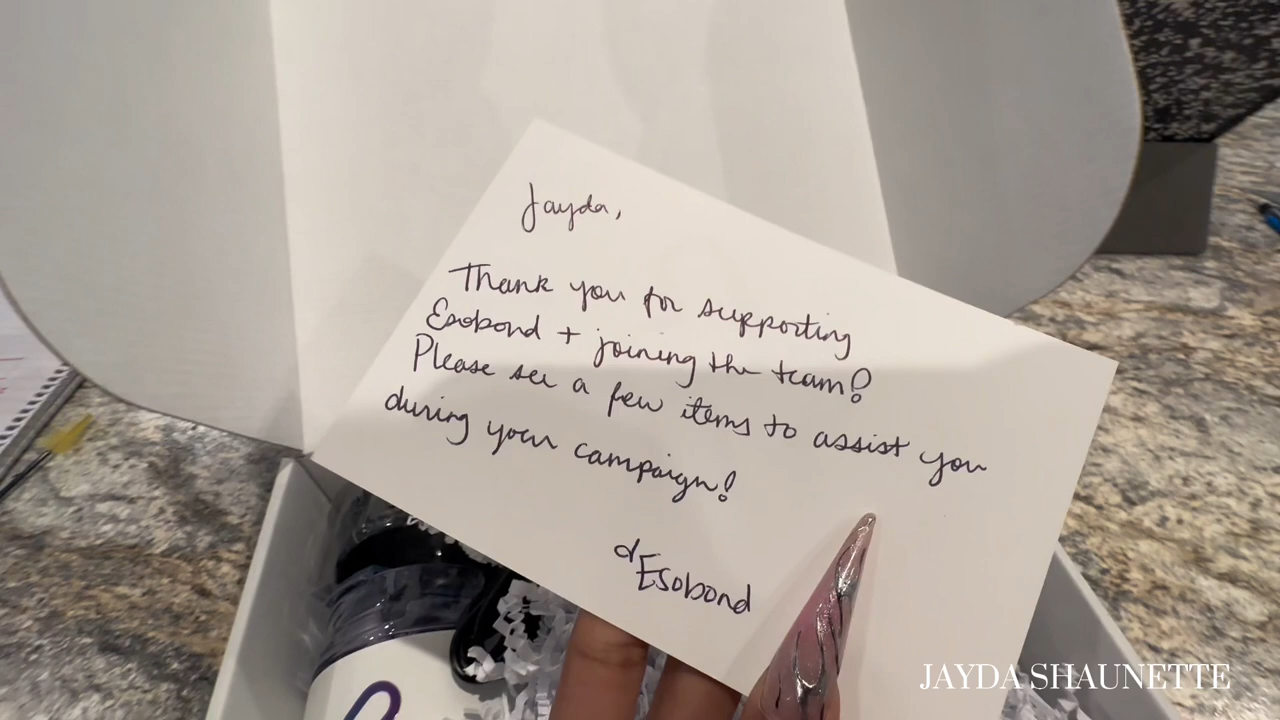 Jayda,
Thank you for supporting
Esobond + joining the team!
Please see a few items to assist you
during your campaign!
Esobond
JAYDA SHAUNETTE